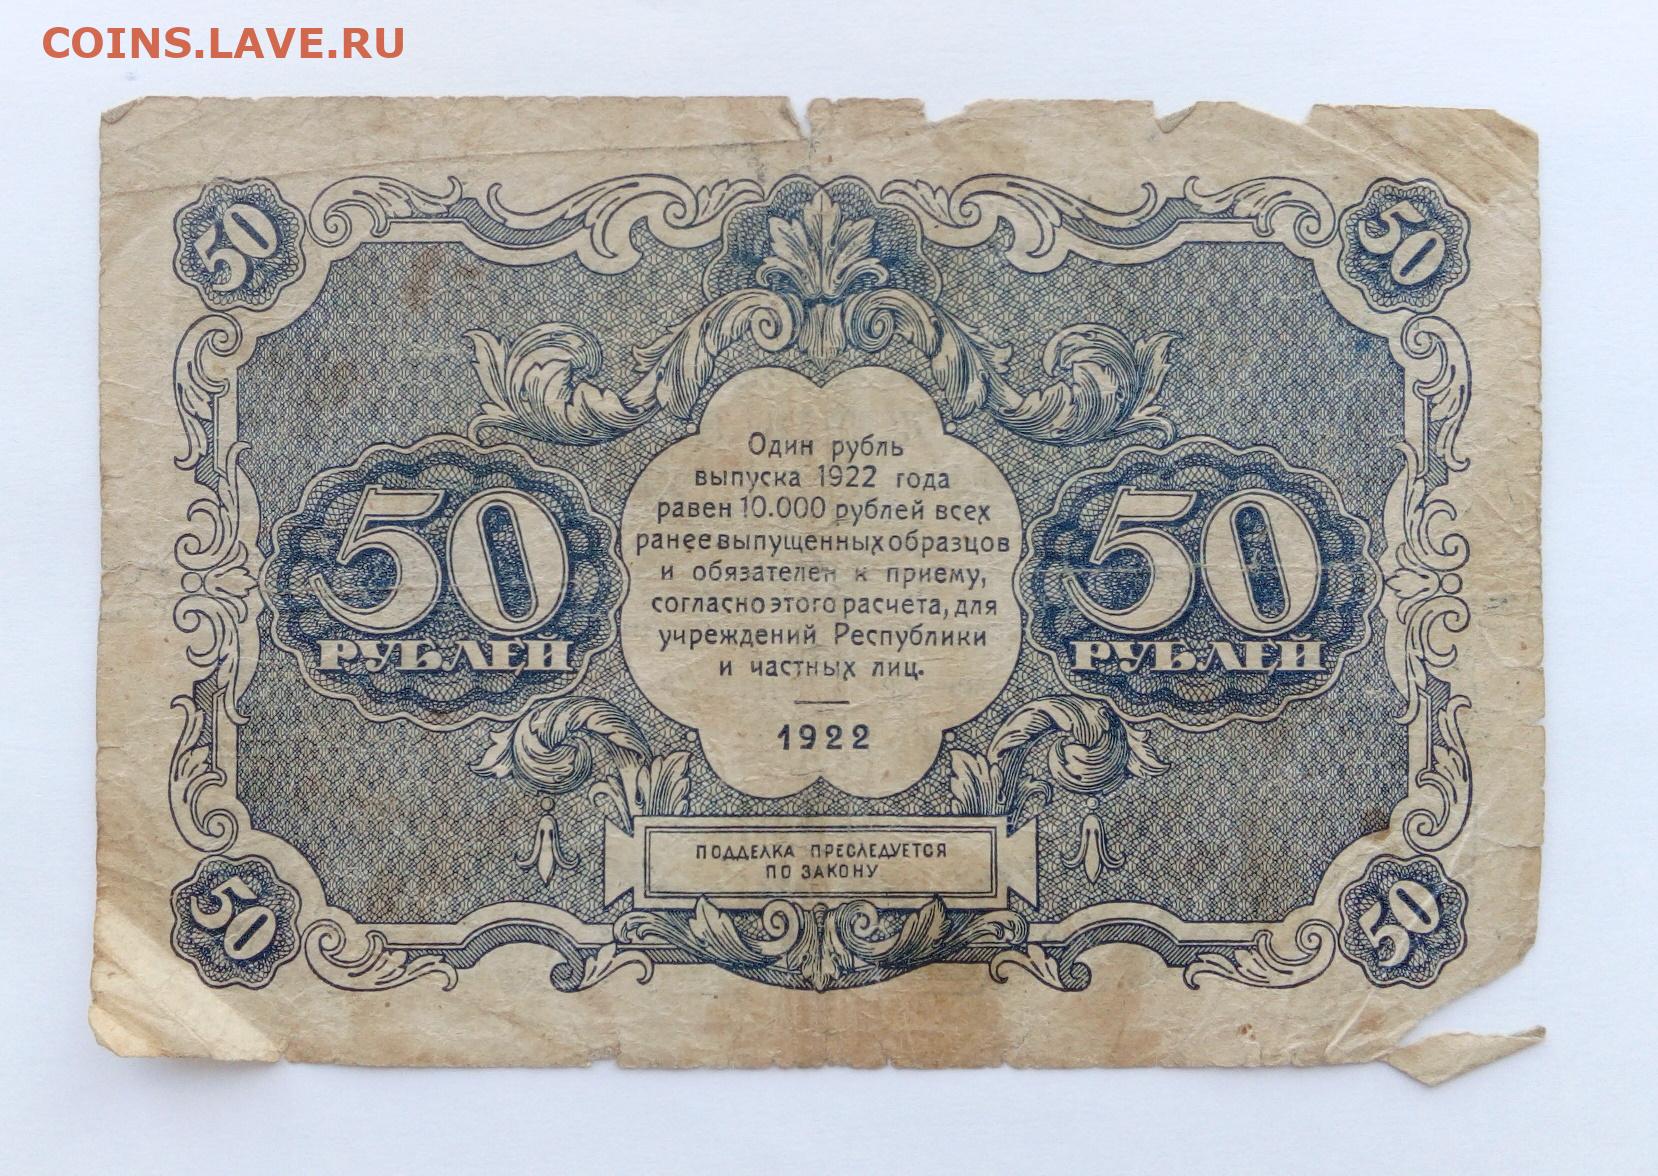 COINS.LAVE.RU
50
50
Один рубль
выпуска 1922 года
равен 10.000 рублей всех
ранее выпущенных образцов
и обязателен к приему,
согласно этого расчета, для
учреждений Республики
и частных лиц.
1922
50
РУБЛЕЙ
50
РУБЛЕЙ
ПОДДЕЛКА ПРЕСЛЕДУЕТСЯ
ПО ЗАКОНУ
50
50